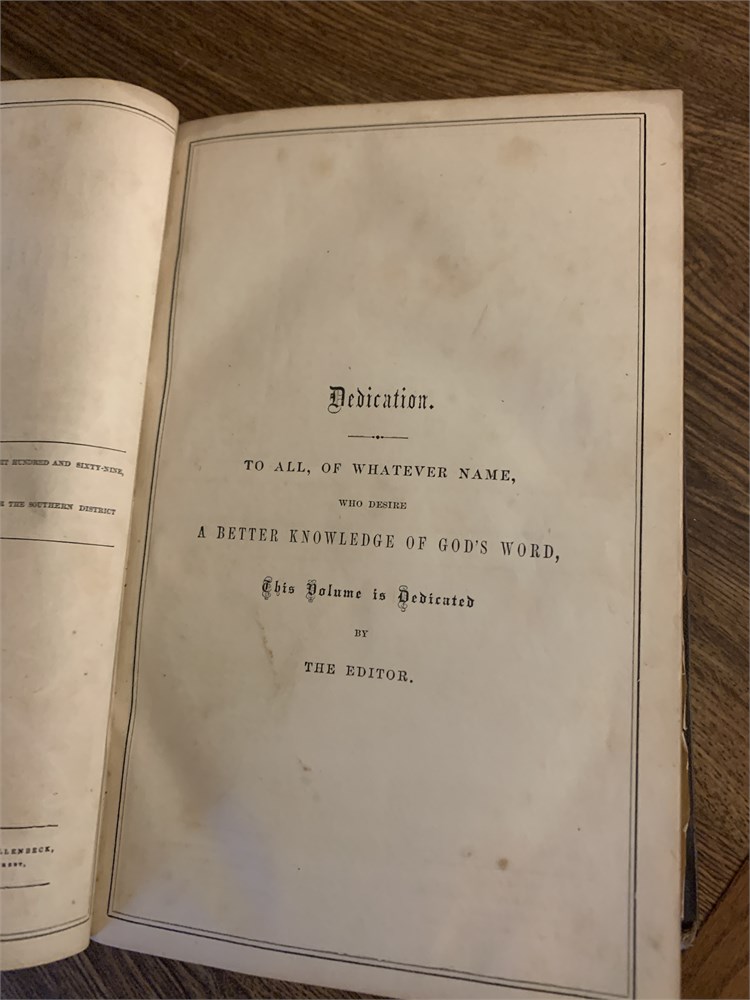 HUNDRED AND SIXTY-NINE,
THE SOUTHERN DISTRICT
Dedication.
TO ALL, OF WHATEVER NAME,
WHO DESIRE
A BETTER KNOWLEDGE OF GOD'S WORD,
This Volume is Dedicated
BY
THE EDITOR.